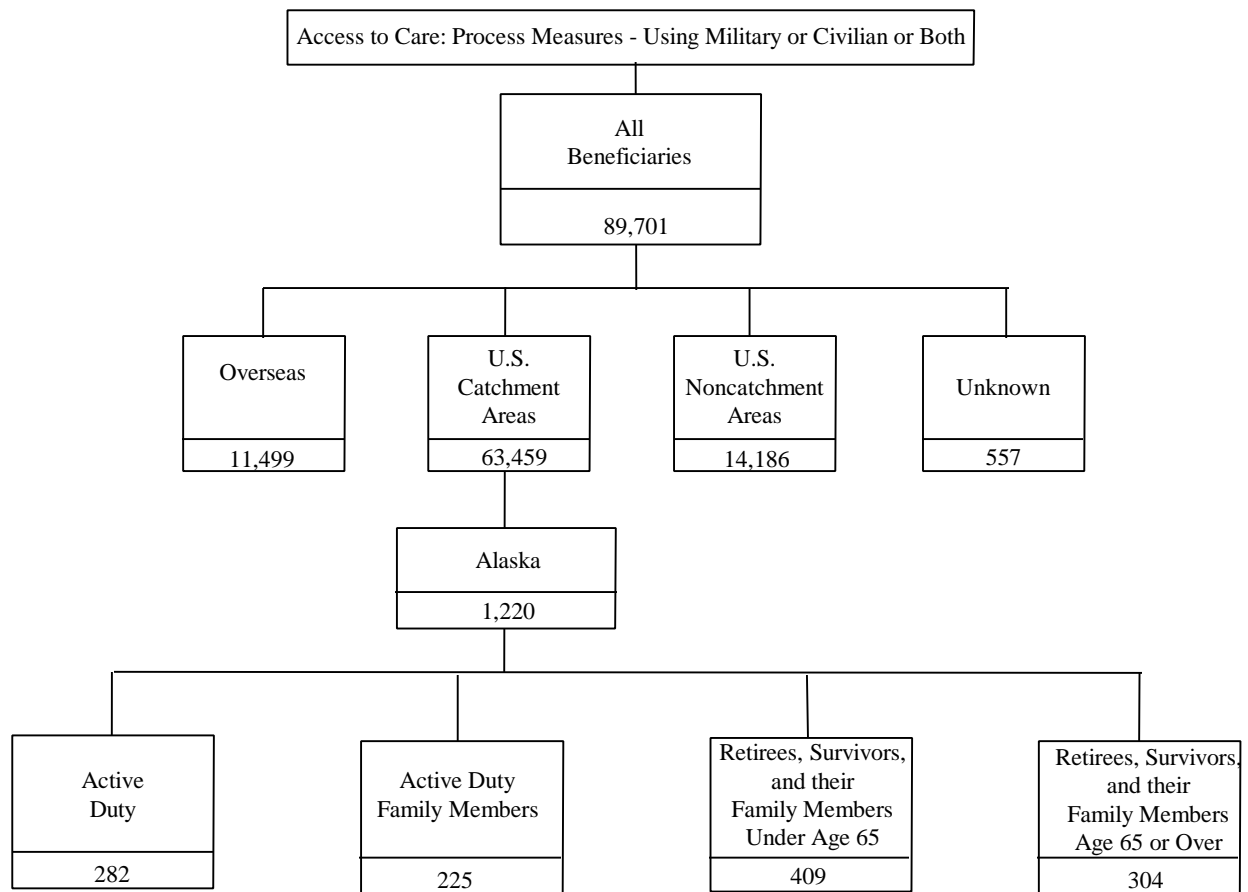 Access to Care: Process Measures - Using Military or Civilian or Both
All
Beneficiaries
89,701
Overseas
11,499
U.S.
Catchment
Areas
63,459
U.S.
Noncatchment
Areas
14,186
Unknown
557
Alaska
1,220
Active
Duty
282
Active Duty
Family Members
225
Retirees, Survivors,
and their
Family Members
Under Age 65
409
Retirees, Survivors,
and their
Family Members
Age 65 or Over
304